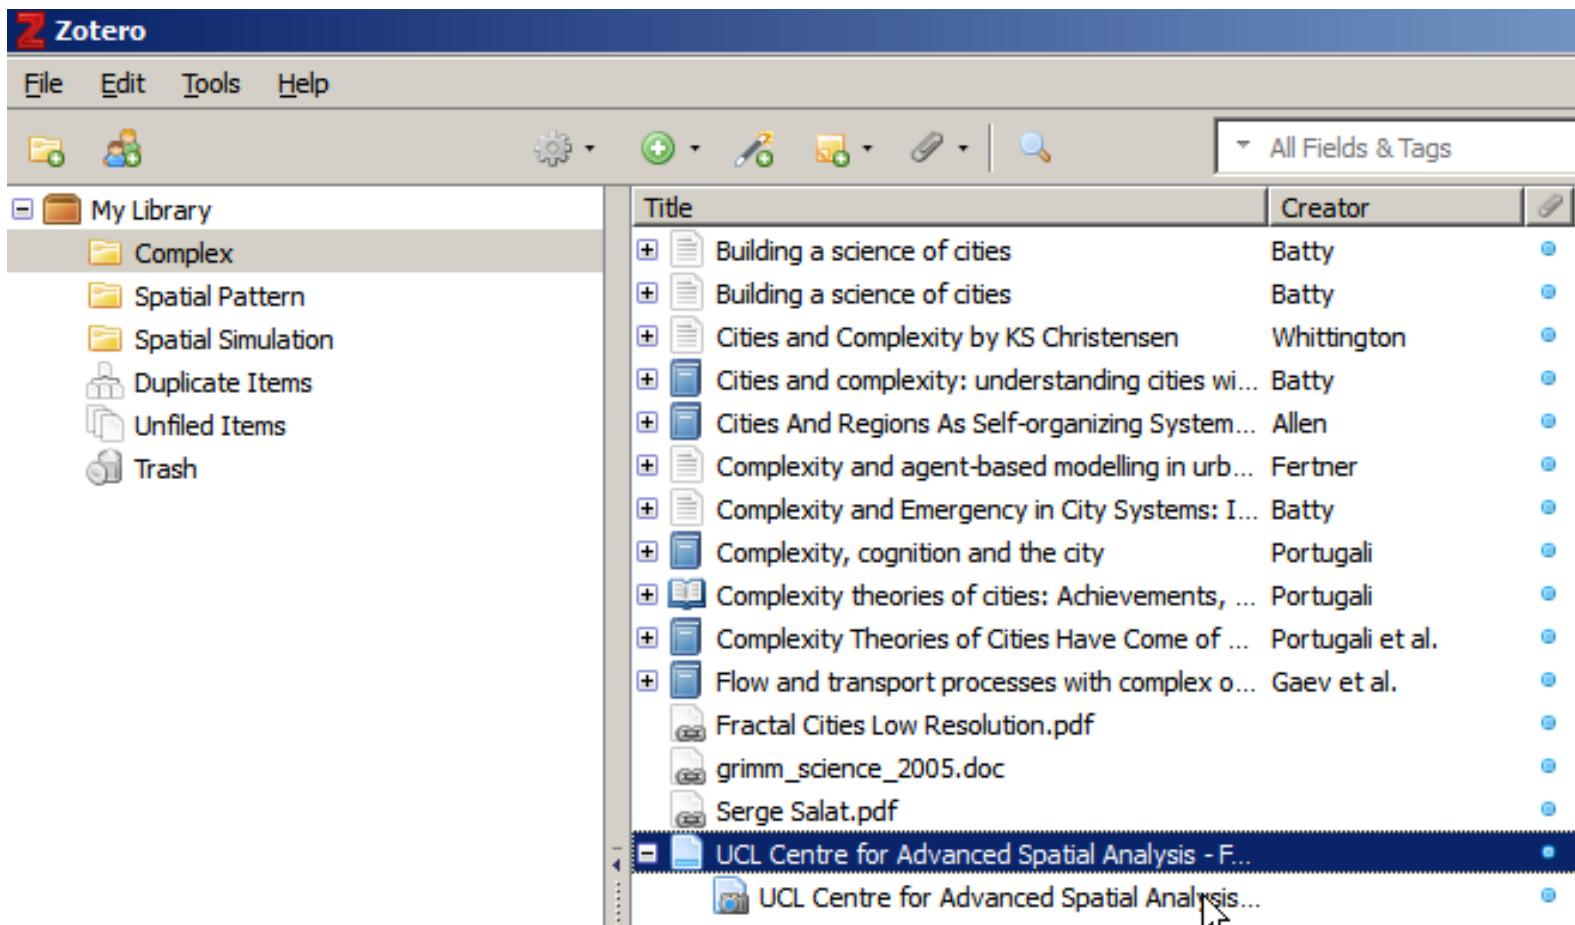 Zotero
File Edit Tools Help
All Fields & Tags
My Library
Complex
Spatial Pattern
Spatial Simulation
Duplicate Items
Unfiled Items
Trash
Title Creator
Building a science of cities Batty
Building a science of cities Batty
Cities and Complexity by KS Christensen Whittington
Cities and complexity: understanding cities wi... Batty
Cities And Regions As Self-organizing System... Allen
Complexity and agent-based modelling in urb... Fertner
Complexity and Emergency in City Systems: I... Batty
Complexity, cognition and the city Portugali
Complexity theories of cities: Achievements, ... Portugali
Complexity Theories of Cities Have Come of ... Portugali et al.
Flow and transport processes with complex o... Gaev et al.
Fractal Cities Low Resolution.pdf
grimm_science_2005.doc
Serge Salat.pdf
UCL Centre for Advanced Spatial Analysis - F...
UCL Centre for Advanced Spatial Analysis...